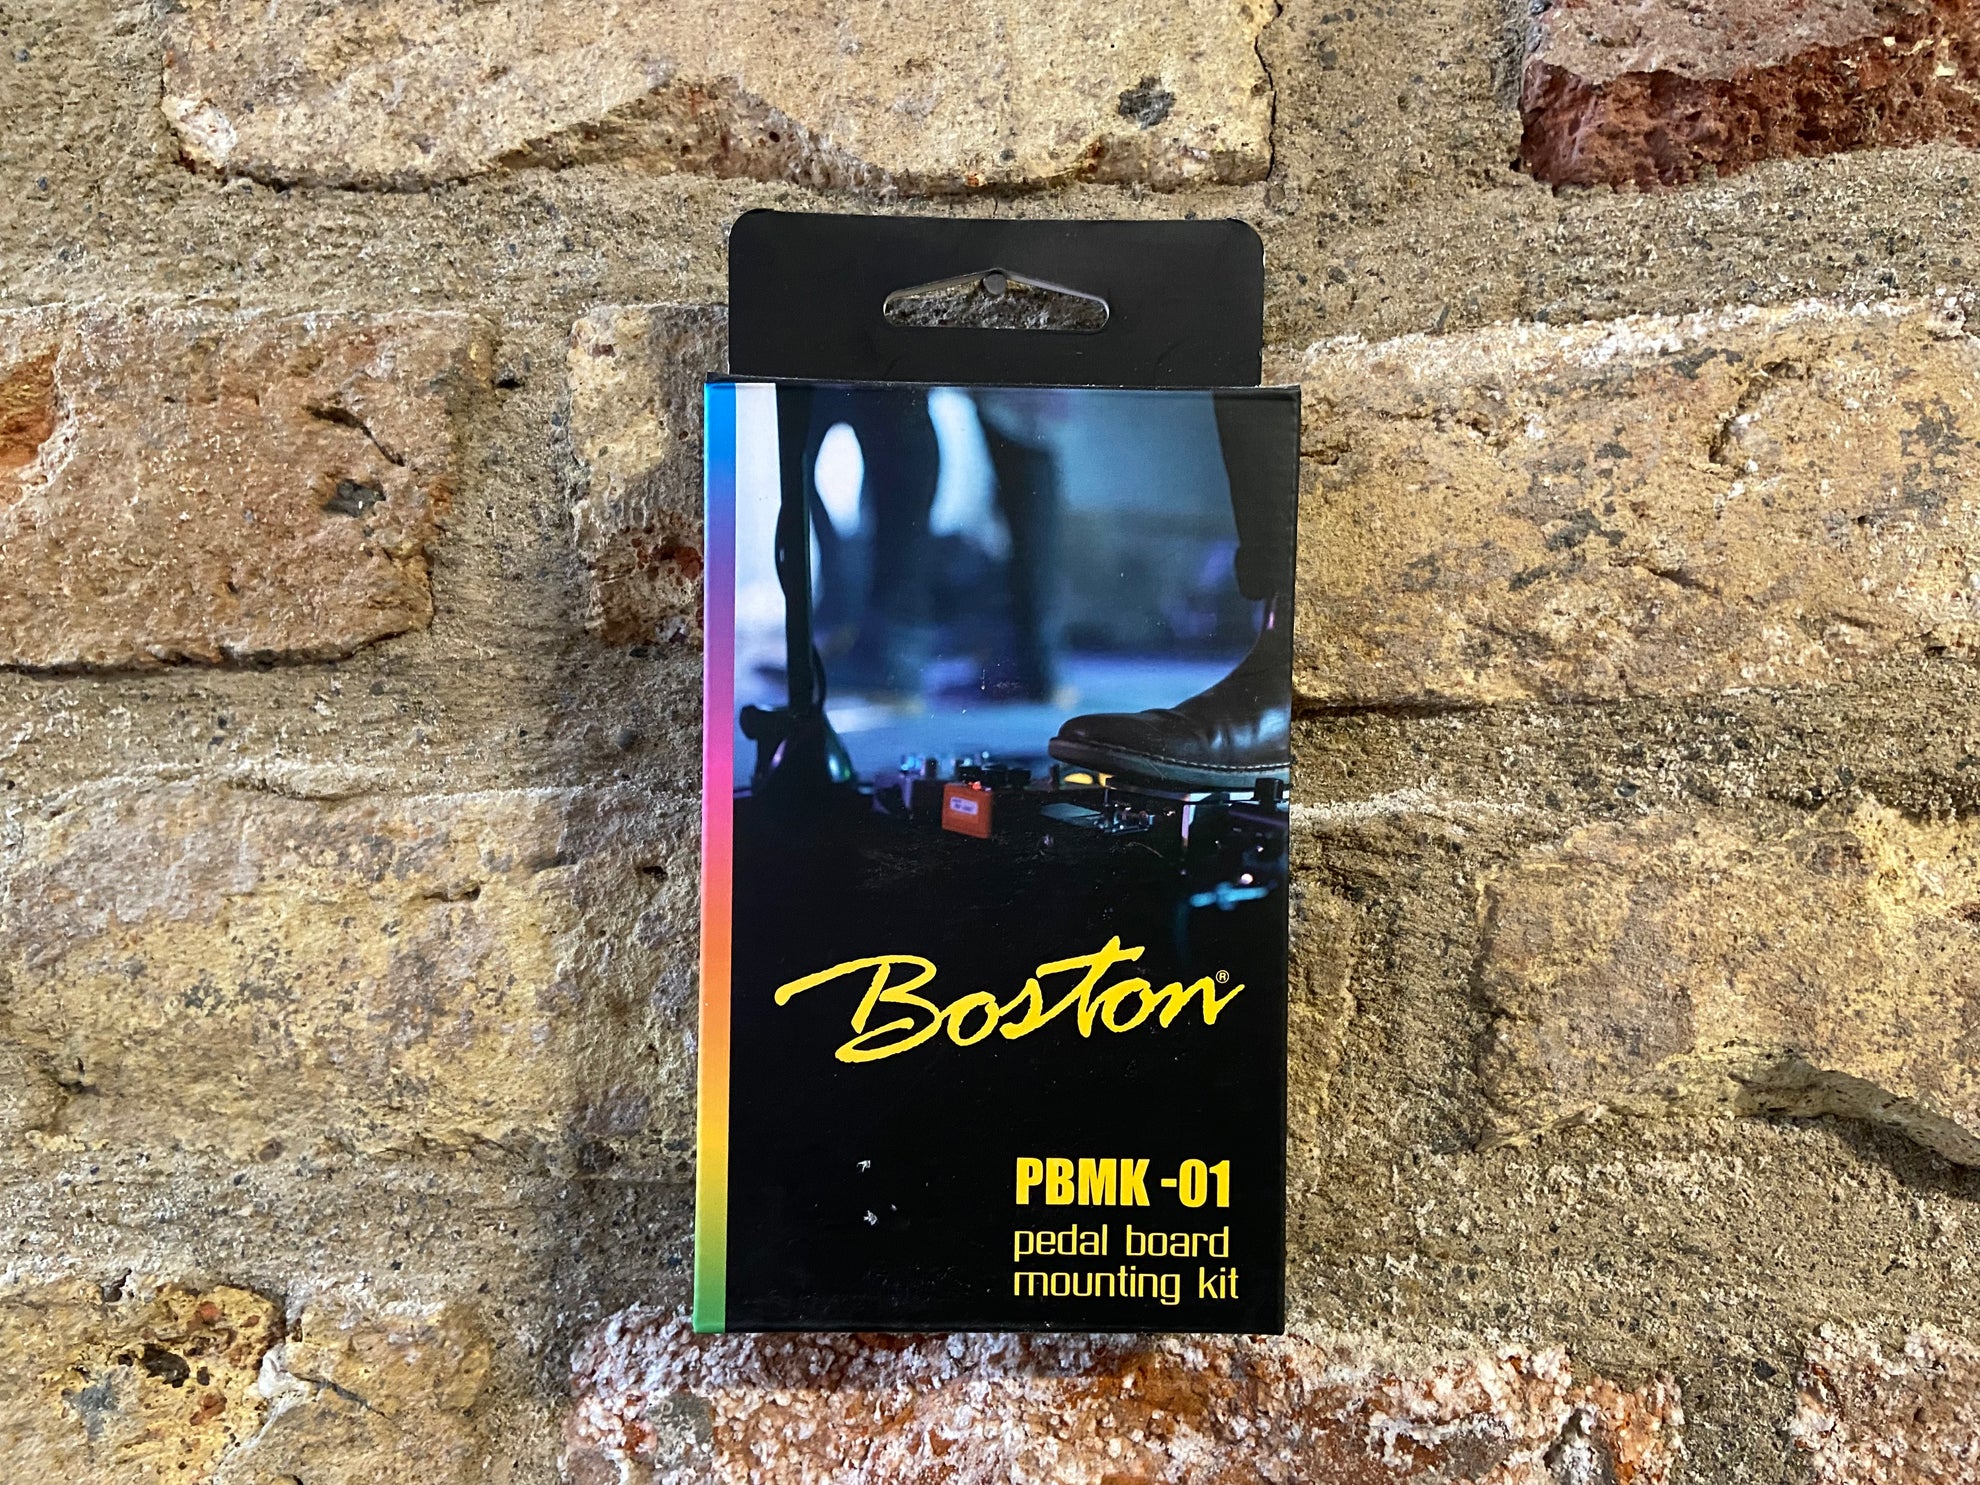 Boston®
PBMK -01
pedal board
mounting kit